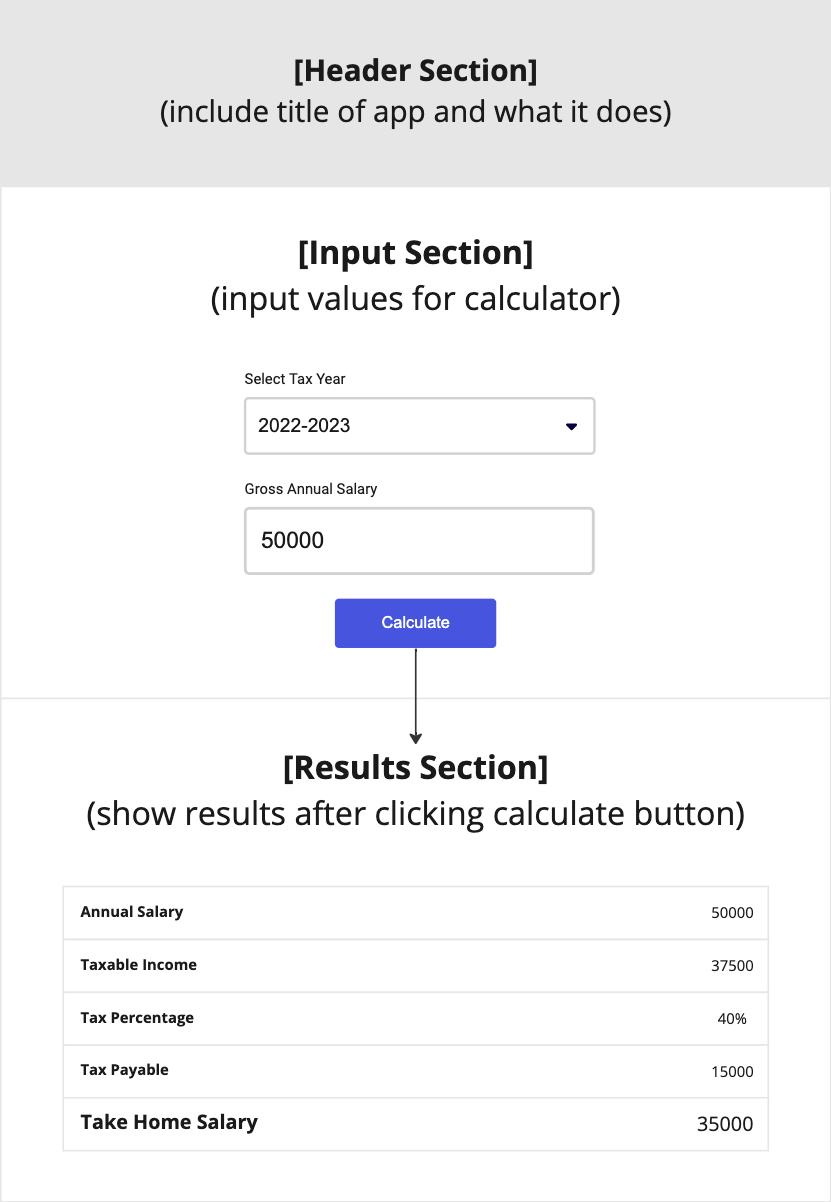 [Header Section]
(include title of app and what it does)
[Input Section]
(input values for calculator)
Select Tax Year
2022-2023
Gross Annual Salary
50000
Calculate
[Results Section]
(show results after clicking calculate button)
Annual Salary 50000
Taxable Income 37500
Tax Percentage 40%
Tax Payable 15000
Take Home Salary 35000